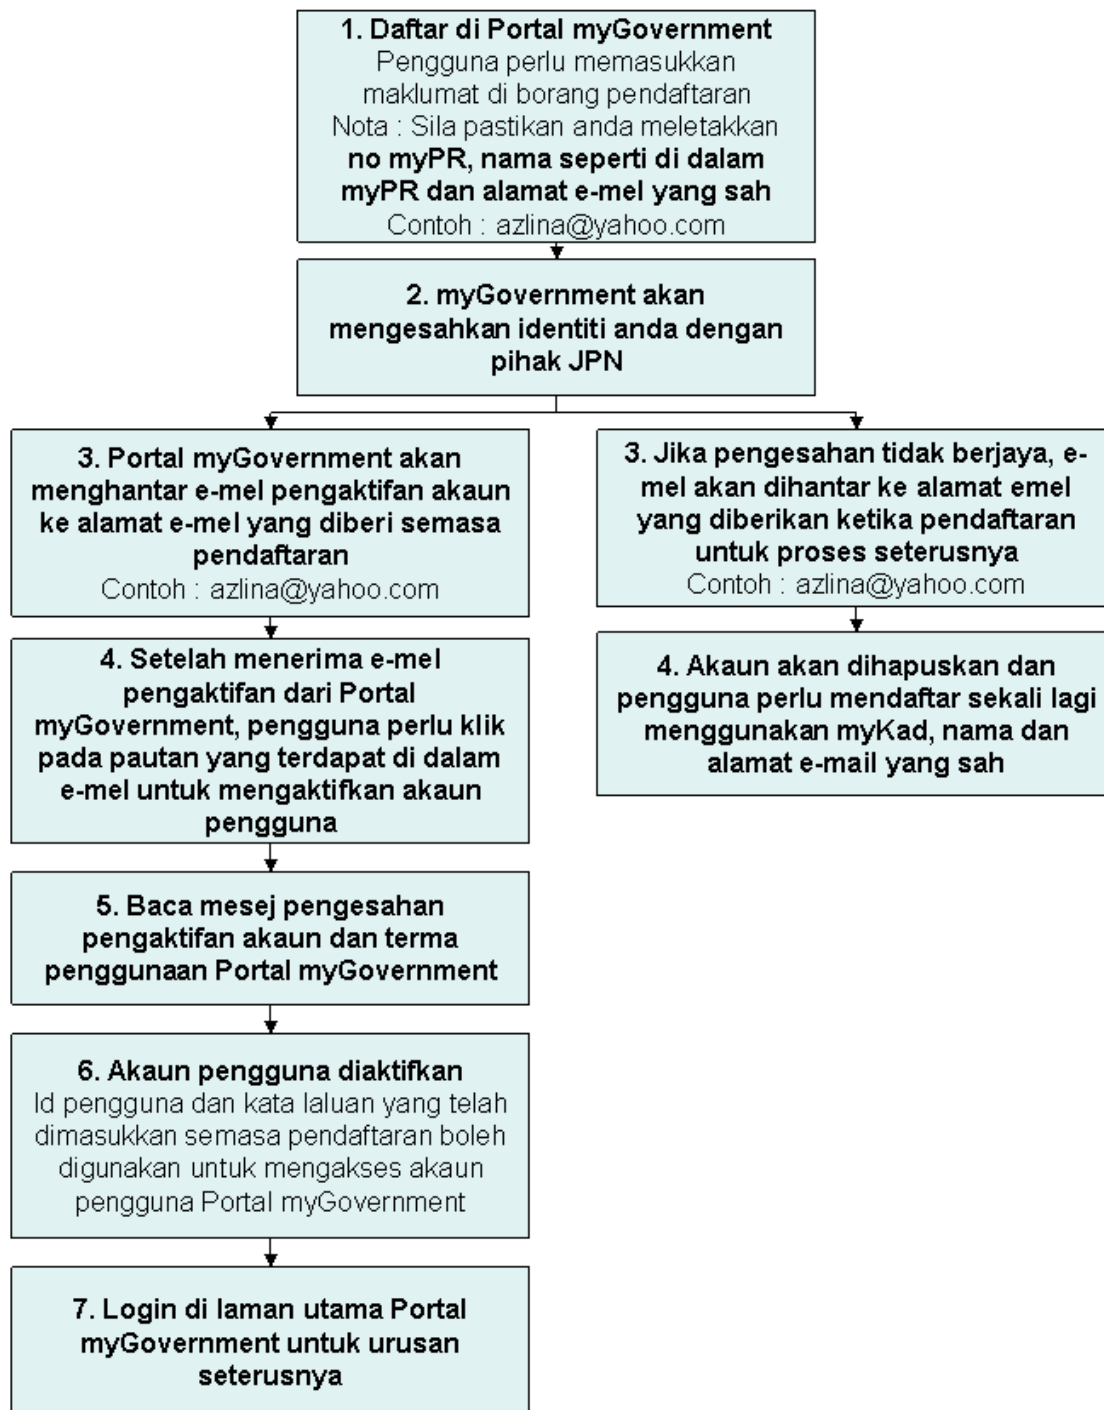 1. Daftar di Portal myGovernment
Pengguna perlu memasukkan
maklumat di borang pendaftaran
Nota : Sila pastikan anda meletakkan
no myPR, nama seperti di dalam
myPR dan alamat e-mel yang sah
Contoh : azlina@yahoo.com
2. myGovernment akan
mengesahkan identiti anda dengan
pihak JPN
3. Portal myGovernment akan
menghantar e-mel pengaktifan akaun
ke alamat e-mel yang diberi semasa
pendaftaran
Contoh : azlina@yahoo.com
4. Setelah menerima e-mel
pengaktifan dari Portal
myGovernment, pengguna perlu klik
pada pautan yang terdapat di dalam
e-mel untuk mengaktifkan akaun
pengguna
5. Baca mesej pengesahan
pengaktifan akaun dan terma
penggunaan Portal myGovernment
6. Akaun pengguna diaktifkan
Id pengguna dan kata laluan yang telah
dimasukkan semasa pendaftaran boleh
digunakan untuk mengakses akaun
pengguna Portal myGovernment
7. Login di laman utama Portal
myGovernment untuk urusan
seterusnya
3. Jika pengesahan tidak berjaya, e-
mel akan dihantar ke alamat emel
yang diberikan ketika pendaftaran
untuk proses seterusnya
Contoh : azlina@yahoo.com
4. Akaun akan dihapuskan dan
pengguna perlu mendaftar sekali lagi
menggunakan myKad, nama dan
alamat e-mail yang sah